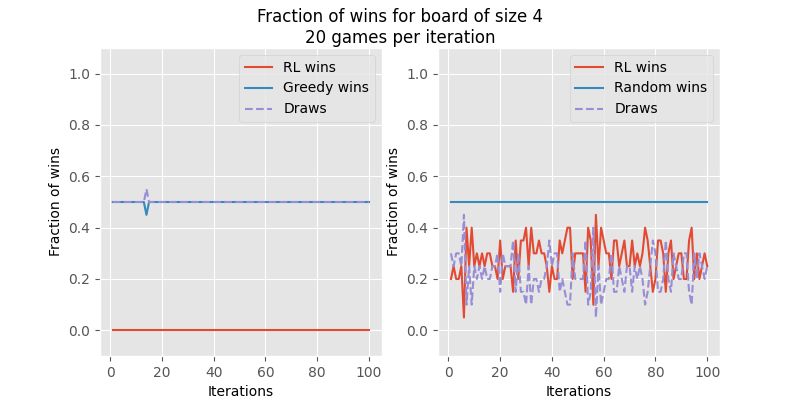 Fraction of wins for board of size 4
20 games per iteration
RL wins
Greedy wins
Draws
1.0
0.8
0.6
0.4
0.2
0.0
Fraction of wins
0 20 40 60 80 100
Iterations
RL wins
Random wins
Draws
1.0
0.8
0.6
0.4
0.2
0.0
Fraction of wins
0 20 40 60 80 100
Iterations